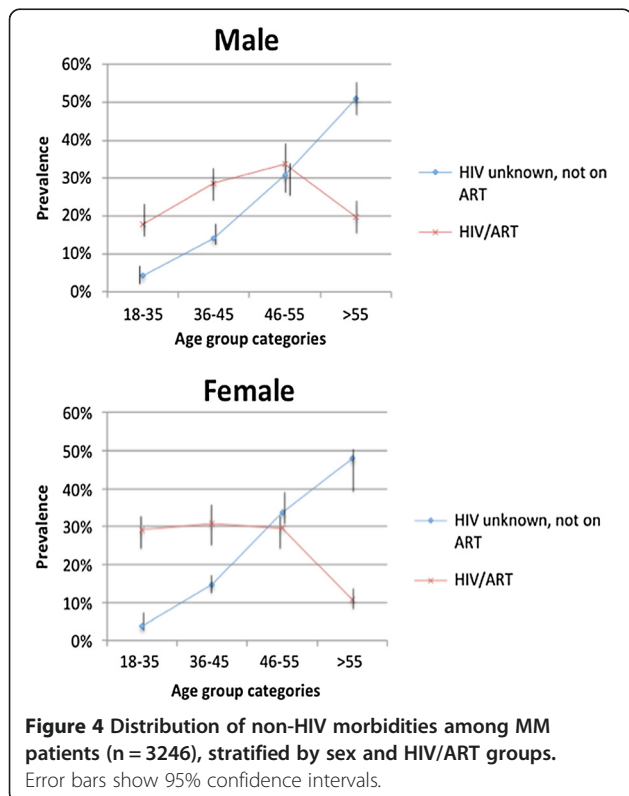 Male
60%
50%
40%
30%
20%
10%
0%
Prevalence
18-35 36-45 46-55 >55
Age group categories
HIV unknown, not on
ART
HIV/ART
Female
60%
50%
40%
30%
20%
10%
0%
Prevalence
18-35 36-45 46-55 >55
Age group categories
HIV unknown, not on
ART
HIV/ART
Figure 4 Distribution of non-HIV morbidities among MM
patients (n = 3246), stratified by sex and HIV/ART groups.
Error bars show 95% confidence intervals.